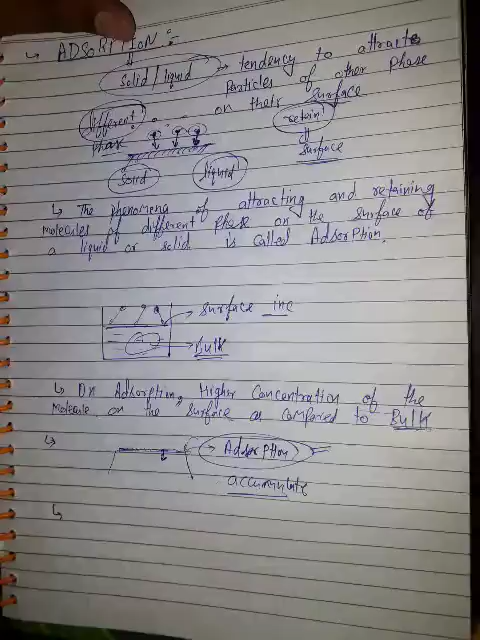 ADSORPTION :-
Solid / liquid → tendency to attracts
Particles of other Phase
on their surface
different
phase
retain
surface
Solid
liquid
↳ The phenomena of attracting and retaining
molecules of different Phase on the surface of
a liquid or solid is called Adsorption.
→ Surface inc
→ Bulk
↳ On Adsorption, Higher Concentration of the
Molecule on the Surface as compared to Bulk
↳ → Adsorption
accumulate
↳